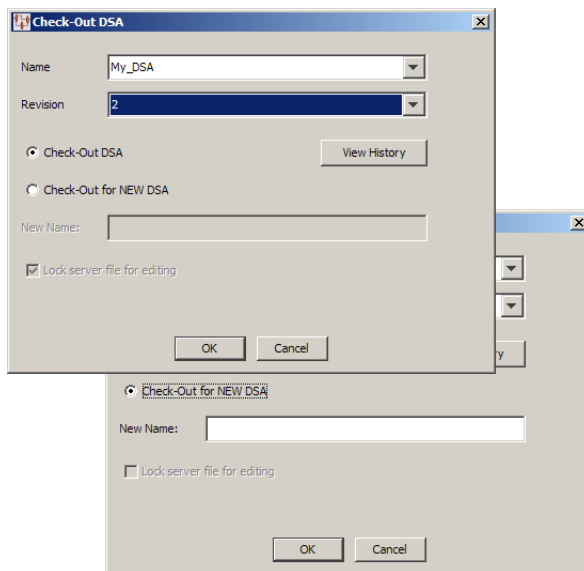 Check-Out DSA
Name My_DSA
Revision 2
Check-Out DSA View History
Check-Out for NEW DSA
New Name:
Lock server file for editing
OK Cancel
Check-Out for NEW DSA
New Name:
Lock server file for editing
OK Cancel